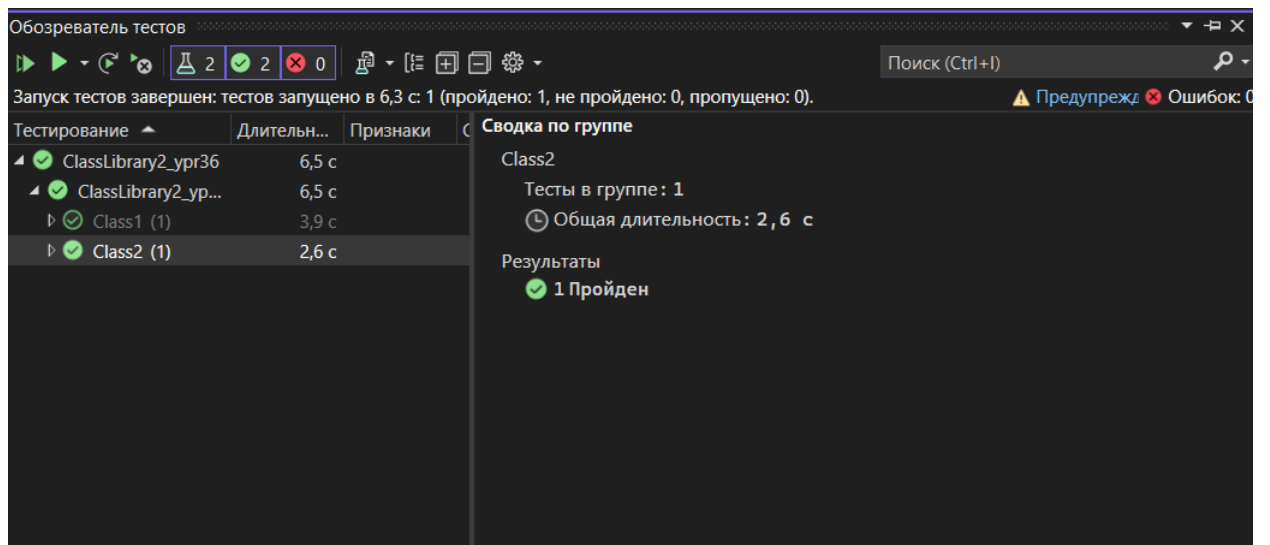 Обозреватель тестов
2 2 0 Поиск (Ctrl+I)
Запуск тестов завершен: тестов запущено в 6,3 с: 1 (пройдено: 1, не пройдено: 0, пропущено: 0). Предупрежд Ошибок: 0
Тестирование Длительн... Признаки С
ClassLibrary2_ypr36 6,5 с
ClassLibrary2_yp... 6,5 с
Class1 (1) 3,9 с
Class2 (1) 2,6 с
Сводка по группе
Class2
Тесты в группе: 1
Общая длительность: 2,6 с
Результаты
1 Пройден